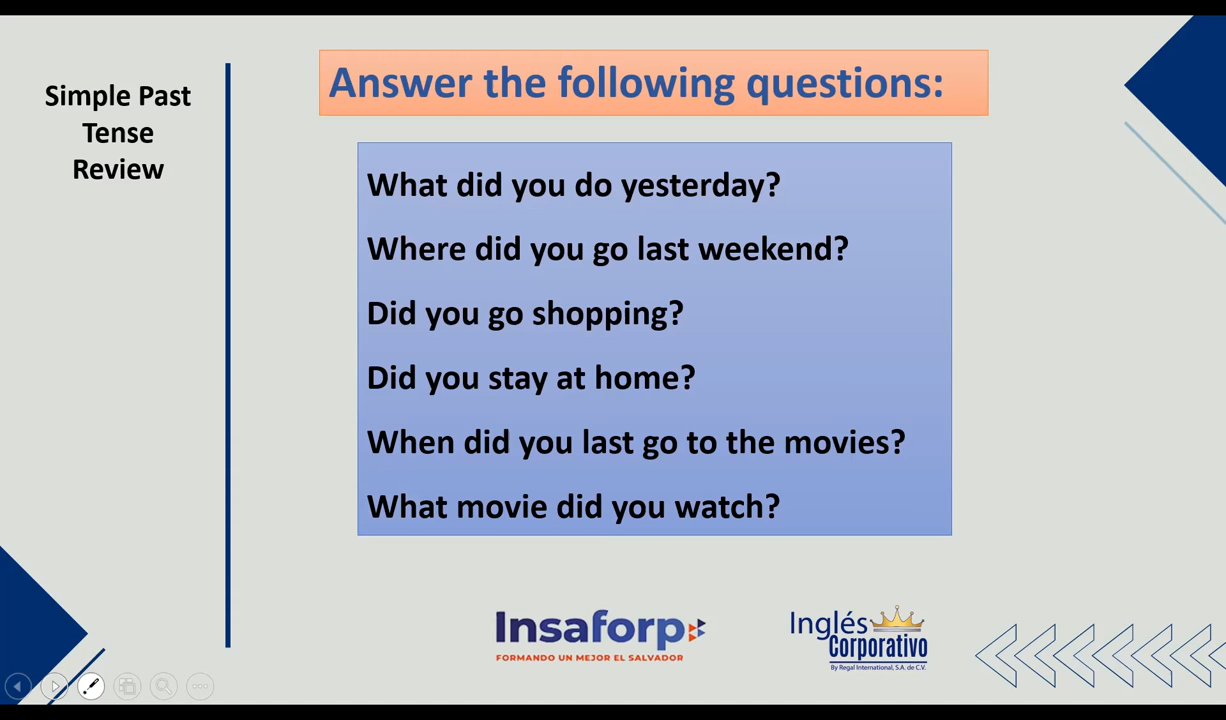 Simple Past
Tense
Review
Answer the following questions:
What did you do yesterday?
Where did you go last weekend?
Did you go shopping?
Did you stay at home?
When did you last go to the movies?
What movie did you watch?
Insaforp
FORMANDO UN MEJOR EL SALVADOR
Inglés
Corporativo
By Regal International, S.A. de C.V.